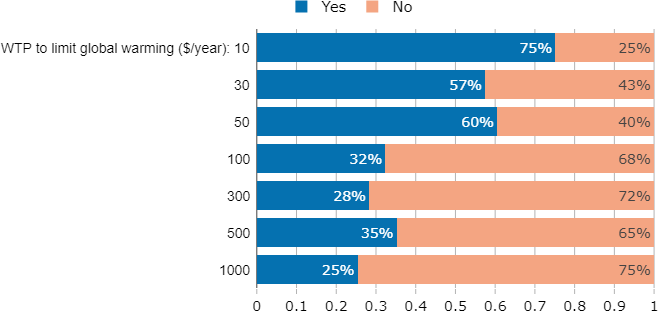 Yes No
WTP to limit global warming ($/year): 10 75% 25%
30 57% 43%
50 60% 40%
100 32% 68%
300 28% 72%
500 35% 65%
1000 25% 75%
0 0.1 0.2 0.3 0.4 0.5 0.6 0.7 0.8 0.9 1